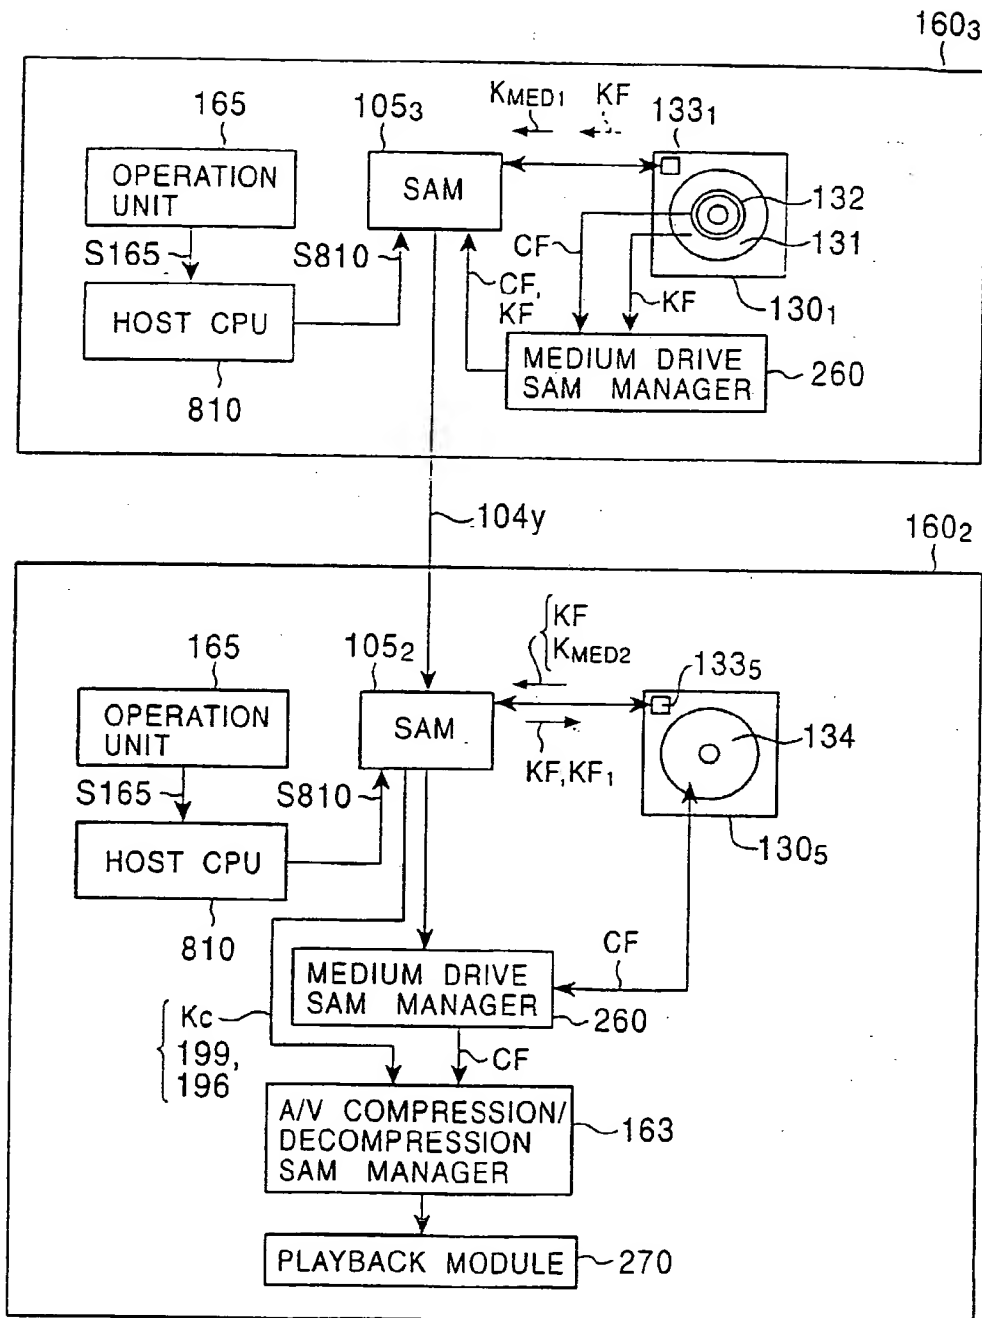 160₃
165
OPERATION
UNIT
S165
HOST CPU
810
S810
105₃
SAM
K_MED1
KF
133₁
132
131
130₁
CF
CF,
KF
KF
MEDIUM DRIVE
SAM MANAGER
260
104y
160₂
165
OPERATION
UNIT
S165
HOST CPU
810
S810
105₂
SAM
KF
K_MED2
KF,KF₁
133₅
134
130₅
CF
MEDIUM DRIVE
SAM MANAGER
260
Kc
199,
196
CF
A/V COMPRESSION/
DECOMPRESSION
SAM MANAGER
163
PLAYBACK MODULE
270